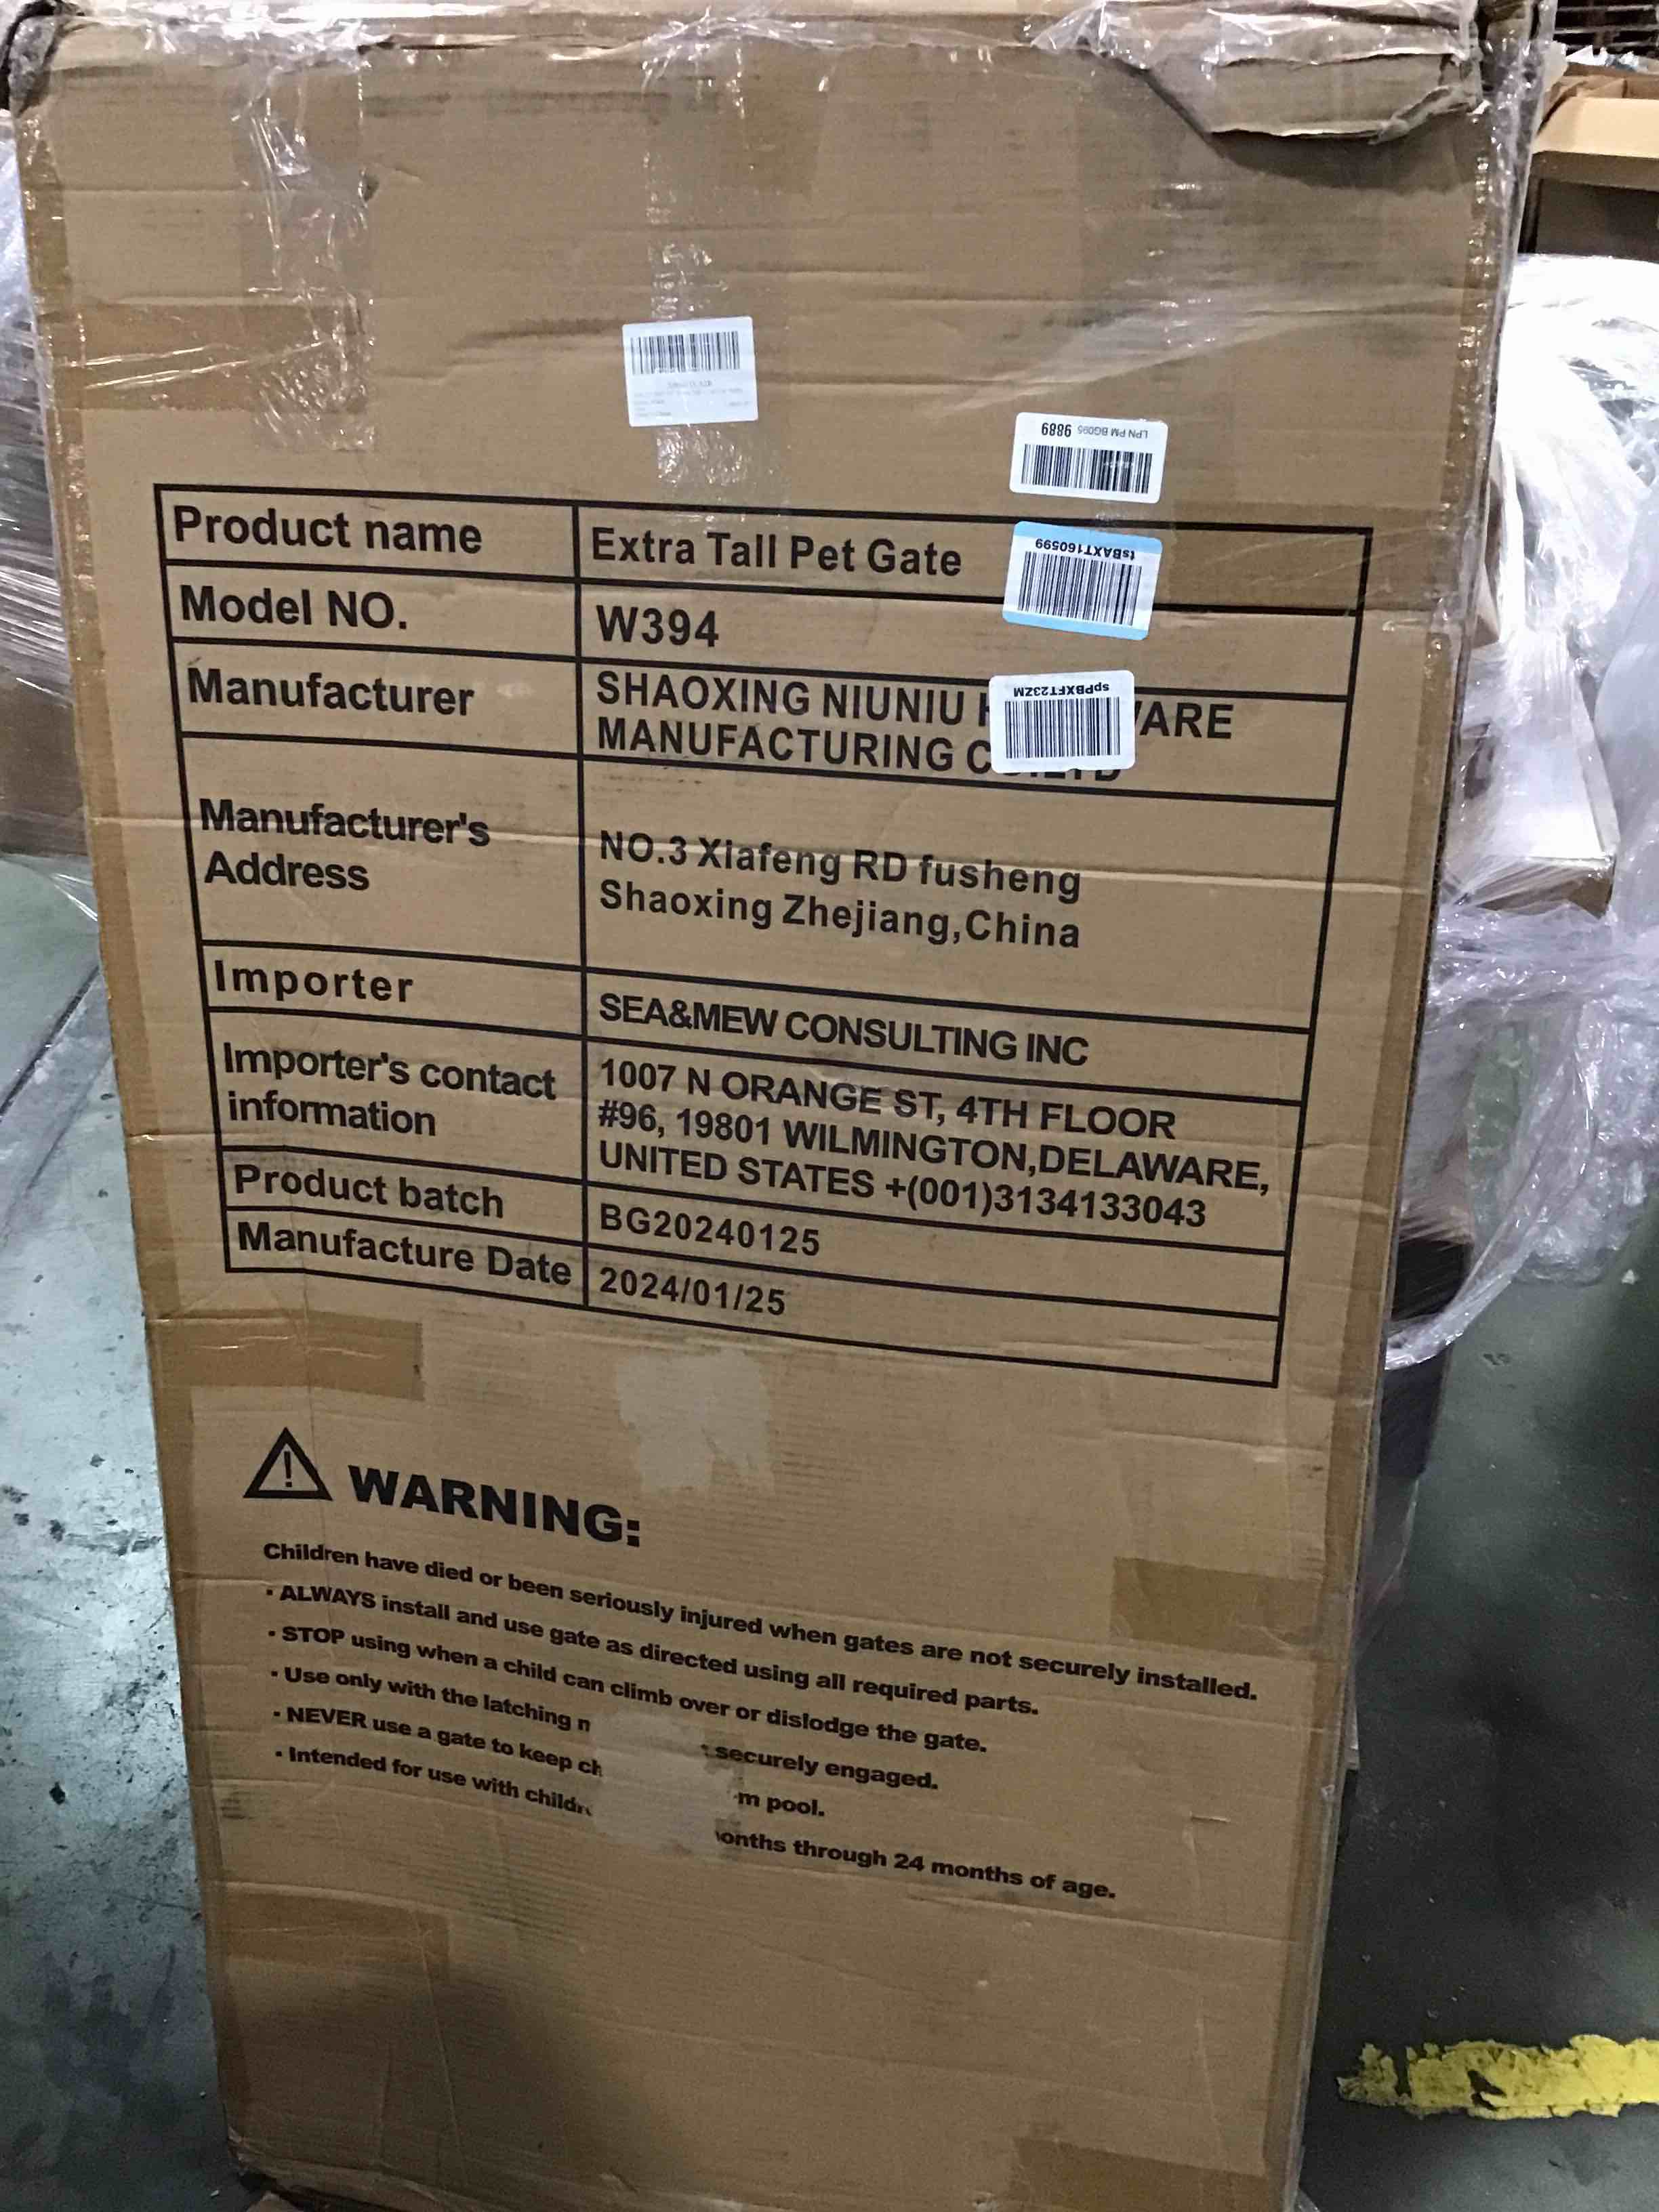 LPN PM BG095 9889
tsBAXT160599
spPBXFT23ZM
Product name Extra Tall Pet Gate
Model NO. W394
Manufacturer SHAOXING NIUNIU ARE
MANUFACTURING
Manufacturer's
Address
NO.3 Xiafeng RD fusheng
Shaoxing Zhejiang,China
Importer SEA&MEW CONSULTING INC
Importer's contact
information
1007 N ORANGE ST, 4TH FLOOR
#96, 19801 WILMINGTON,DELAWARE,
UNITED STATES +(001)3134133043
Product batch BG20240125
Manufacture Date 2024/01/25
WARNING:
Children have died or been seriously injured when gates are not securely installed.
· ALWAYS install and use gate as directed using all required parts.
· STOP using when a child can climb over or dislodge the gate.
· Use only with the latching securely engaged.
· NEVER use a gate to keep pool.
· Intended for use with through 24 months of age.